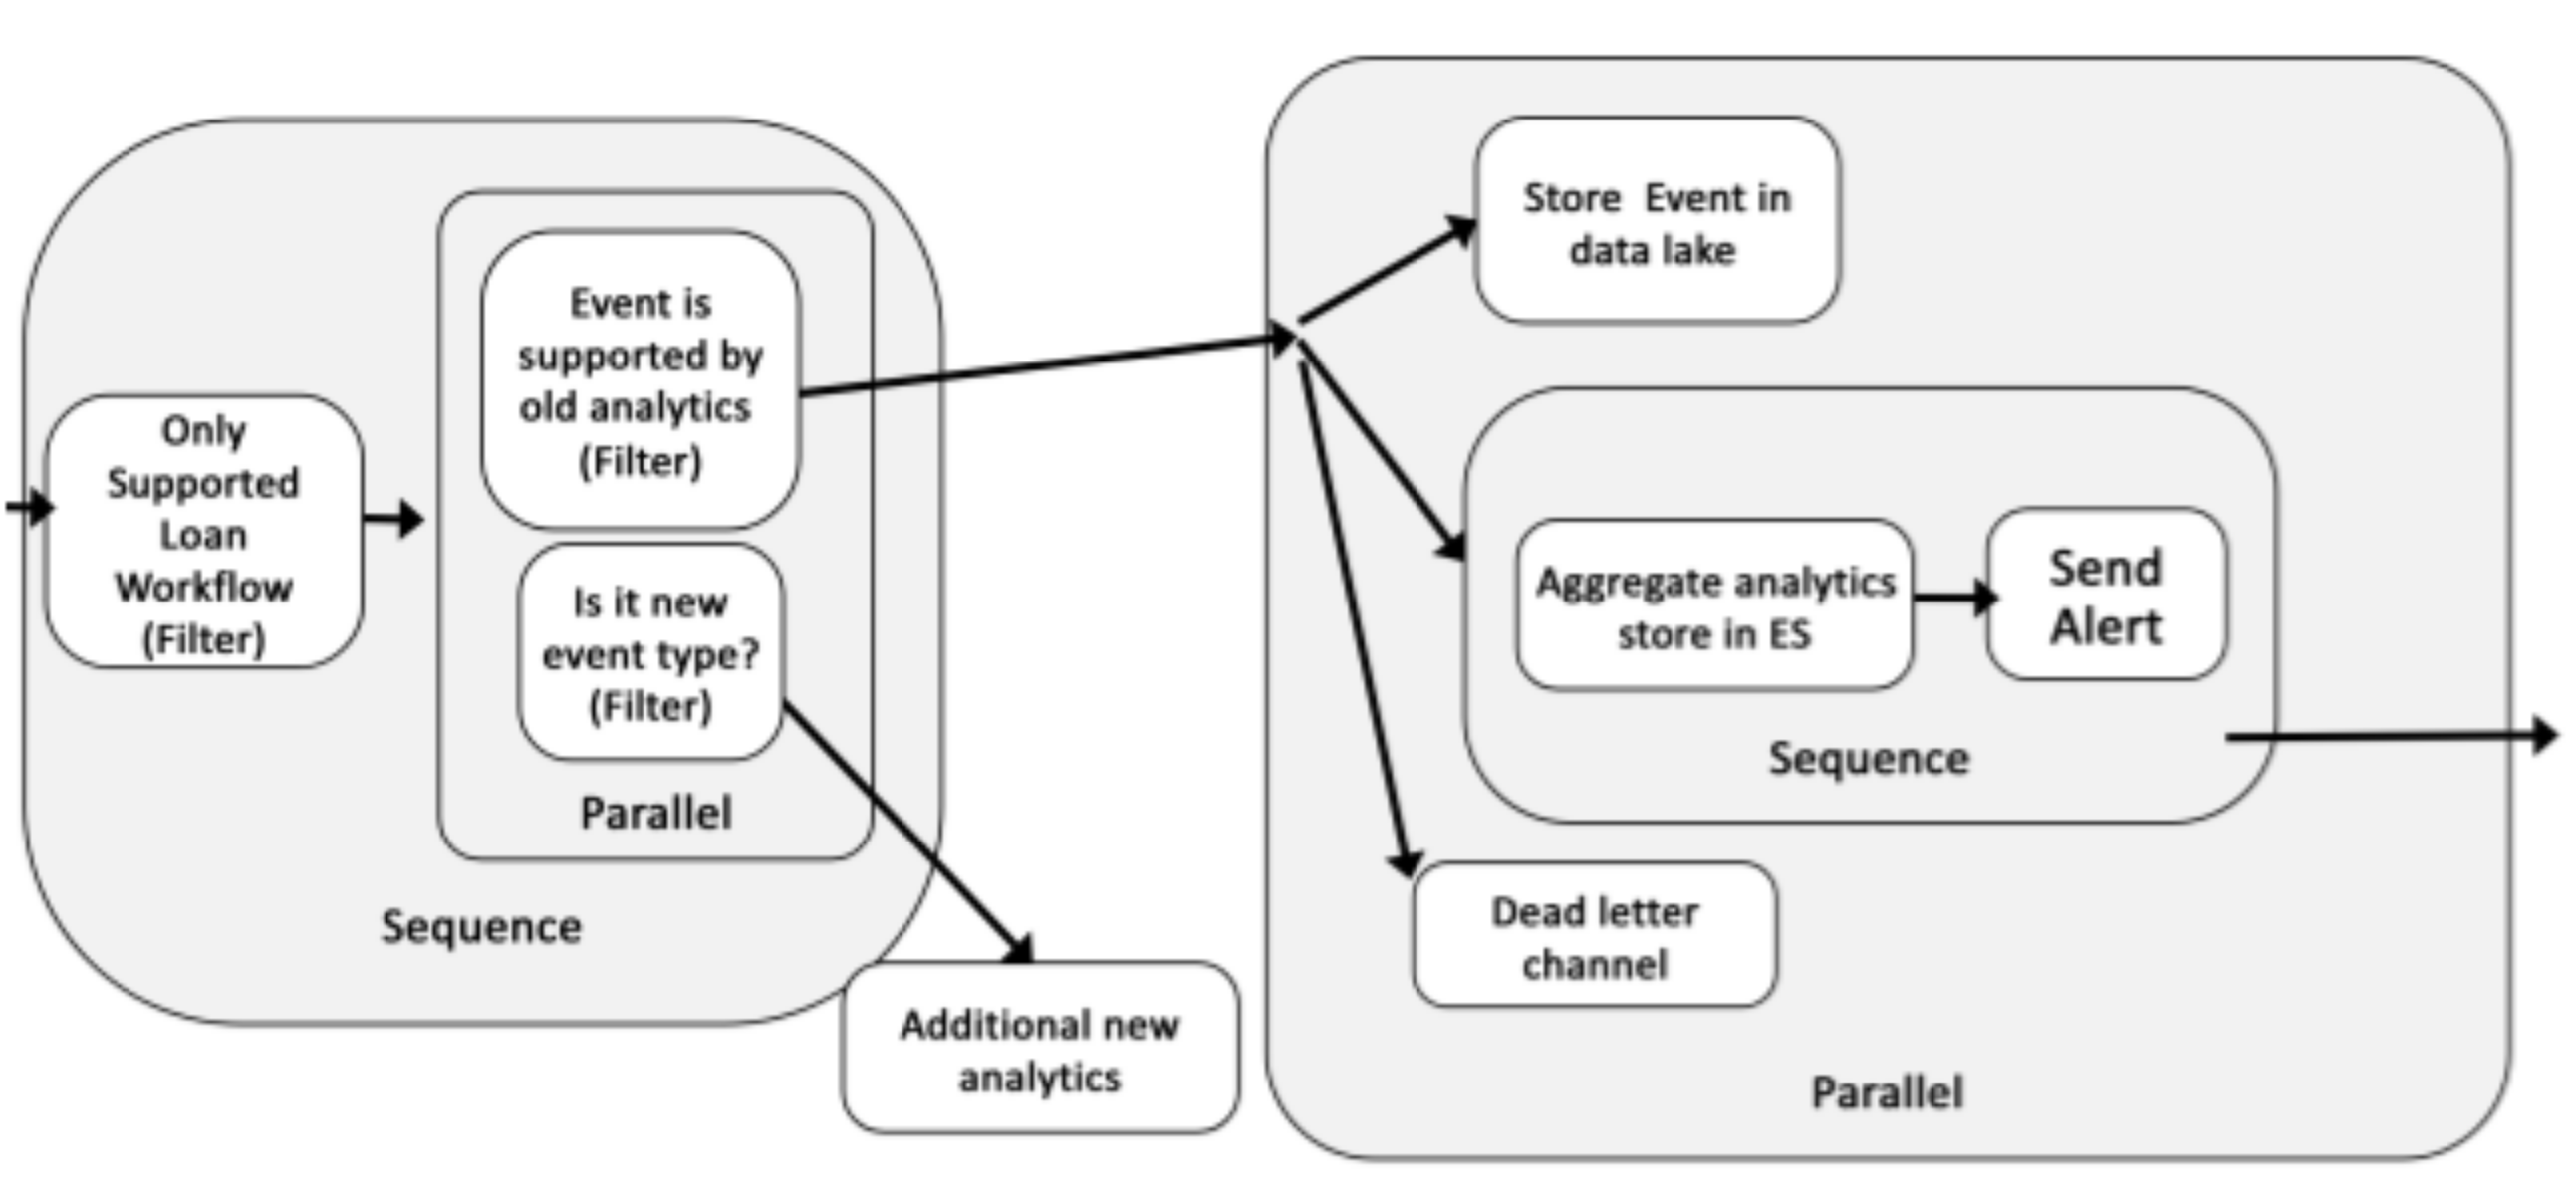 Only
Supported
Loan
Workflow
(Filter)
Event is
supported by
old analytics
(Filter)
Is it new
event type?
(Filter)
Parallel
Sequence
Additional new
analytics
Store Event in
data lake
Aggregate analytics
store in ES
Send
Alert
Sequence
Dead letter
channel
Parallel